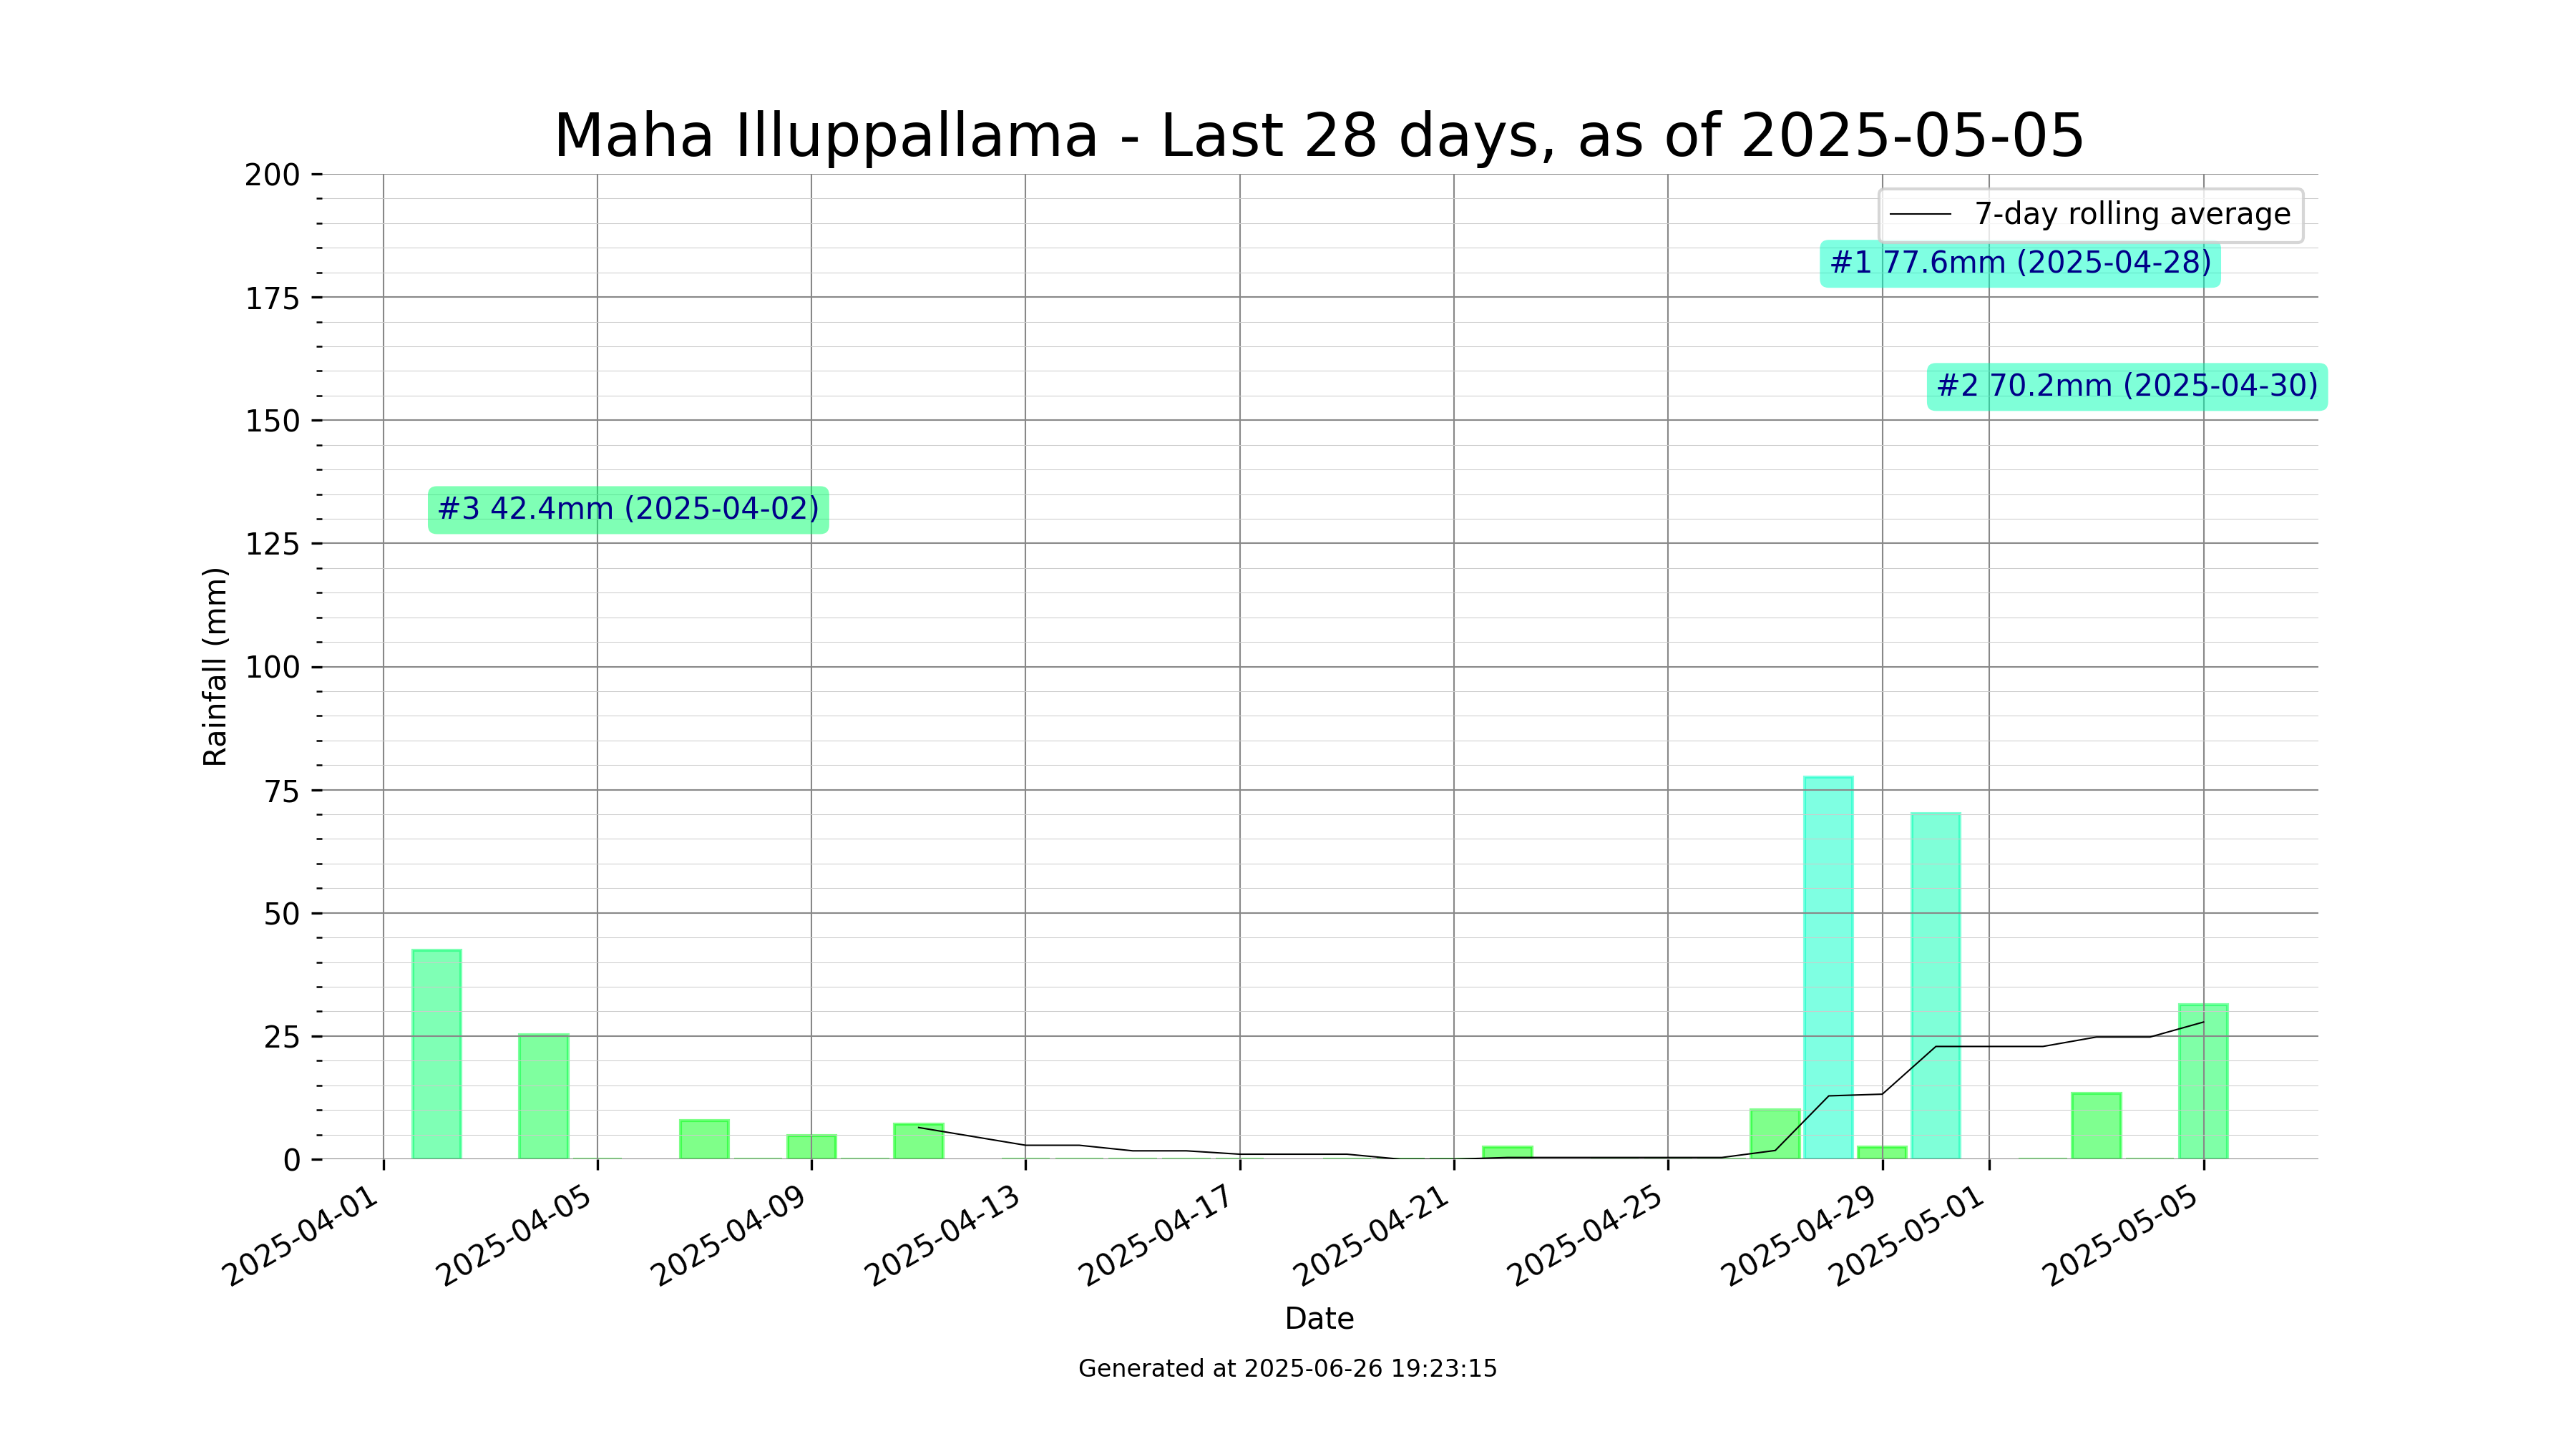 Maha Illuppallama - Last 28 days, as of 2025-05-05
200
175
150
125
100
75
50
25
0
Rainfall (mm)
7-day rolling average
#1 77.6mm (2025-04-28)
#2 70.2mm (2025-04-30)
#3 42.4mm (2025-04-02)
2025-04-01
2025-04-05
2025-04-09
2025-04-13
2025-04-17
2025-04-21
2025-04-25
2025-04-29
2025-05-01
2025-05-05
Date
Generated at 2025-06-26 19:23:15